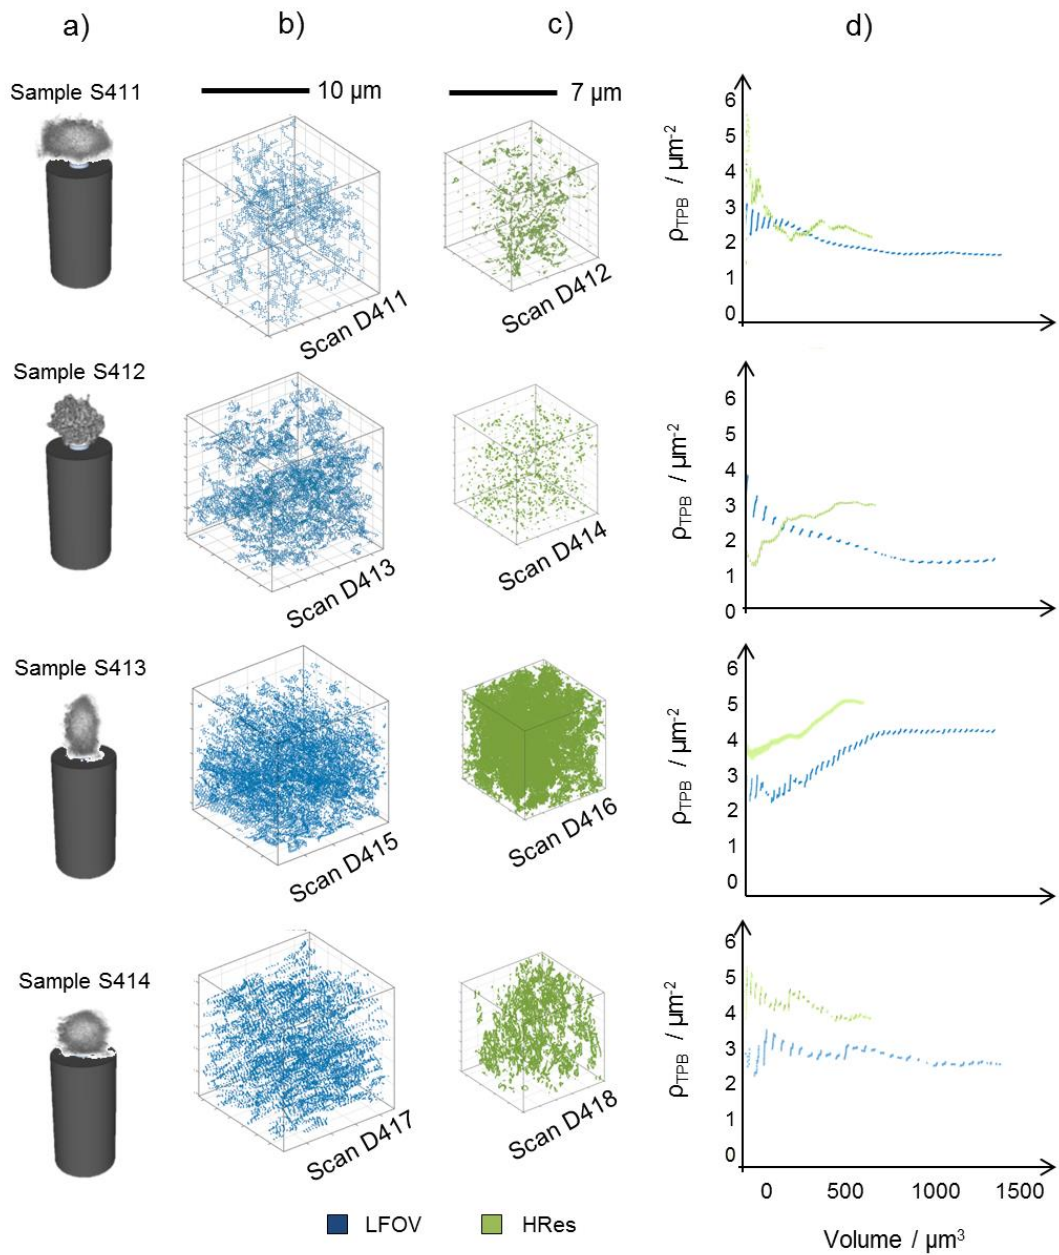 a) b) c) d)
Sample S411
10 µm
7 µm
Scan D411
Scan D412
ρTPB / µm-2
6
5
4
3
2
1
0
Sample S412
Scan D413
Scan D414
ρTPB / µm-2
6
5
4
3
2
1
0
Sample S413
Scan D415
Scan D416
ρTPB / µm-2
6
5
4
3
2
1
0
Sample S414
Scan D417
Scan D418
ρTPB / µm-2
6
5
4
3
2
1
0
0 500 1000 1500
Volume / µm3
LFOV HRes